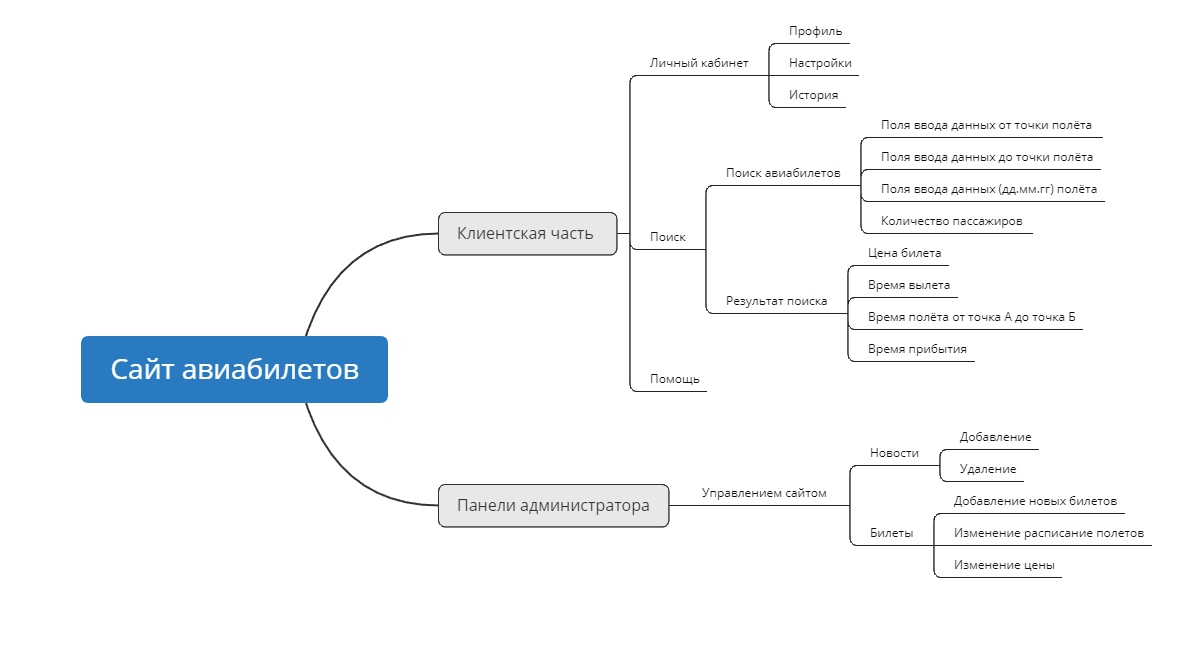 Сайт авиабилетов
Клиентская часть
Личный кабинет
Профиль
Настройки
История
Поиск
Поиск авиабилетов
Поля ввода данных от точки полёта
Поля ввода данных до точки полёта
Поля ввода данных (дд.мм.гг) полёта
Количество пассажиров
Результат поиска
Цена билета
Время вылета
Время полёта от точка А до точка Б
Время прибытия
Помощь
Панели администратора
Управлением сайтом
Новости
Добавление
Удаление
Билеты
Добавление новых билетов
Изменение расписание полетов
Изменение цены